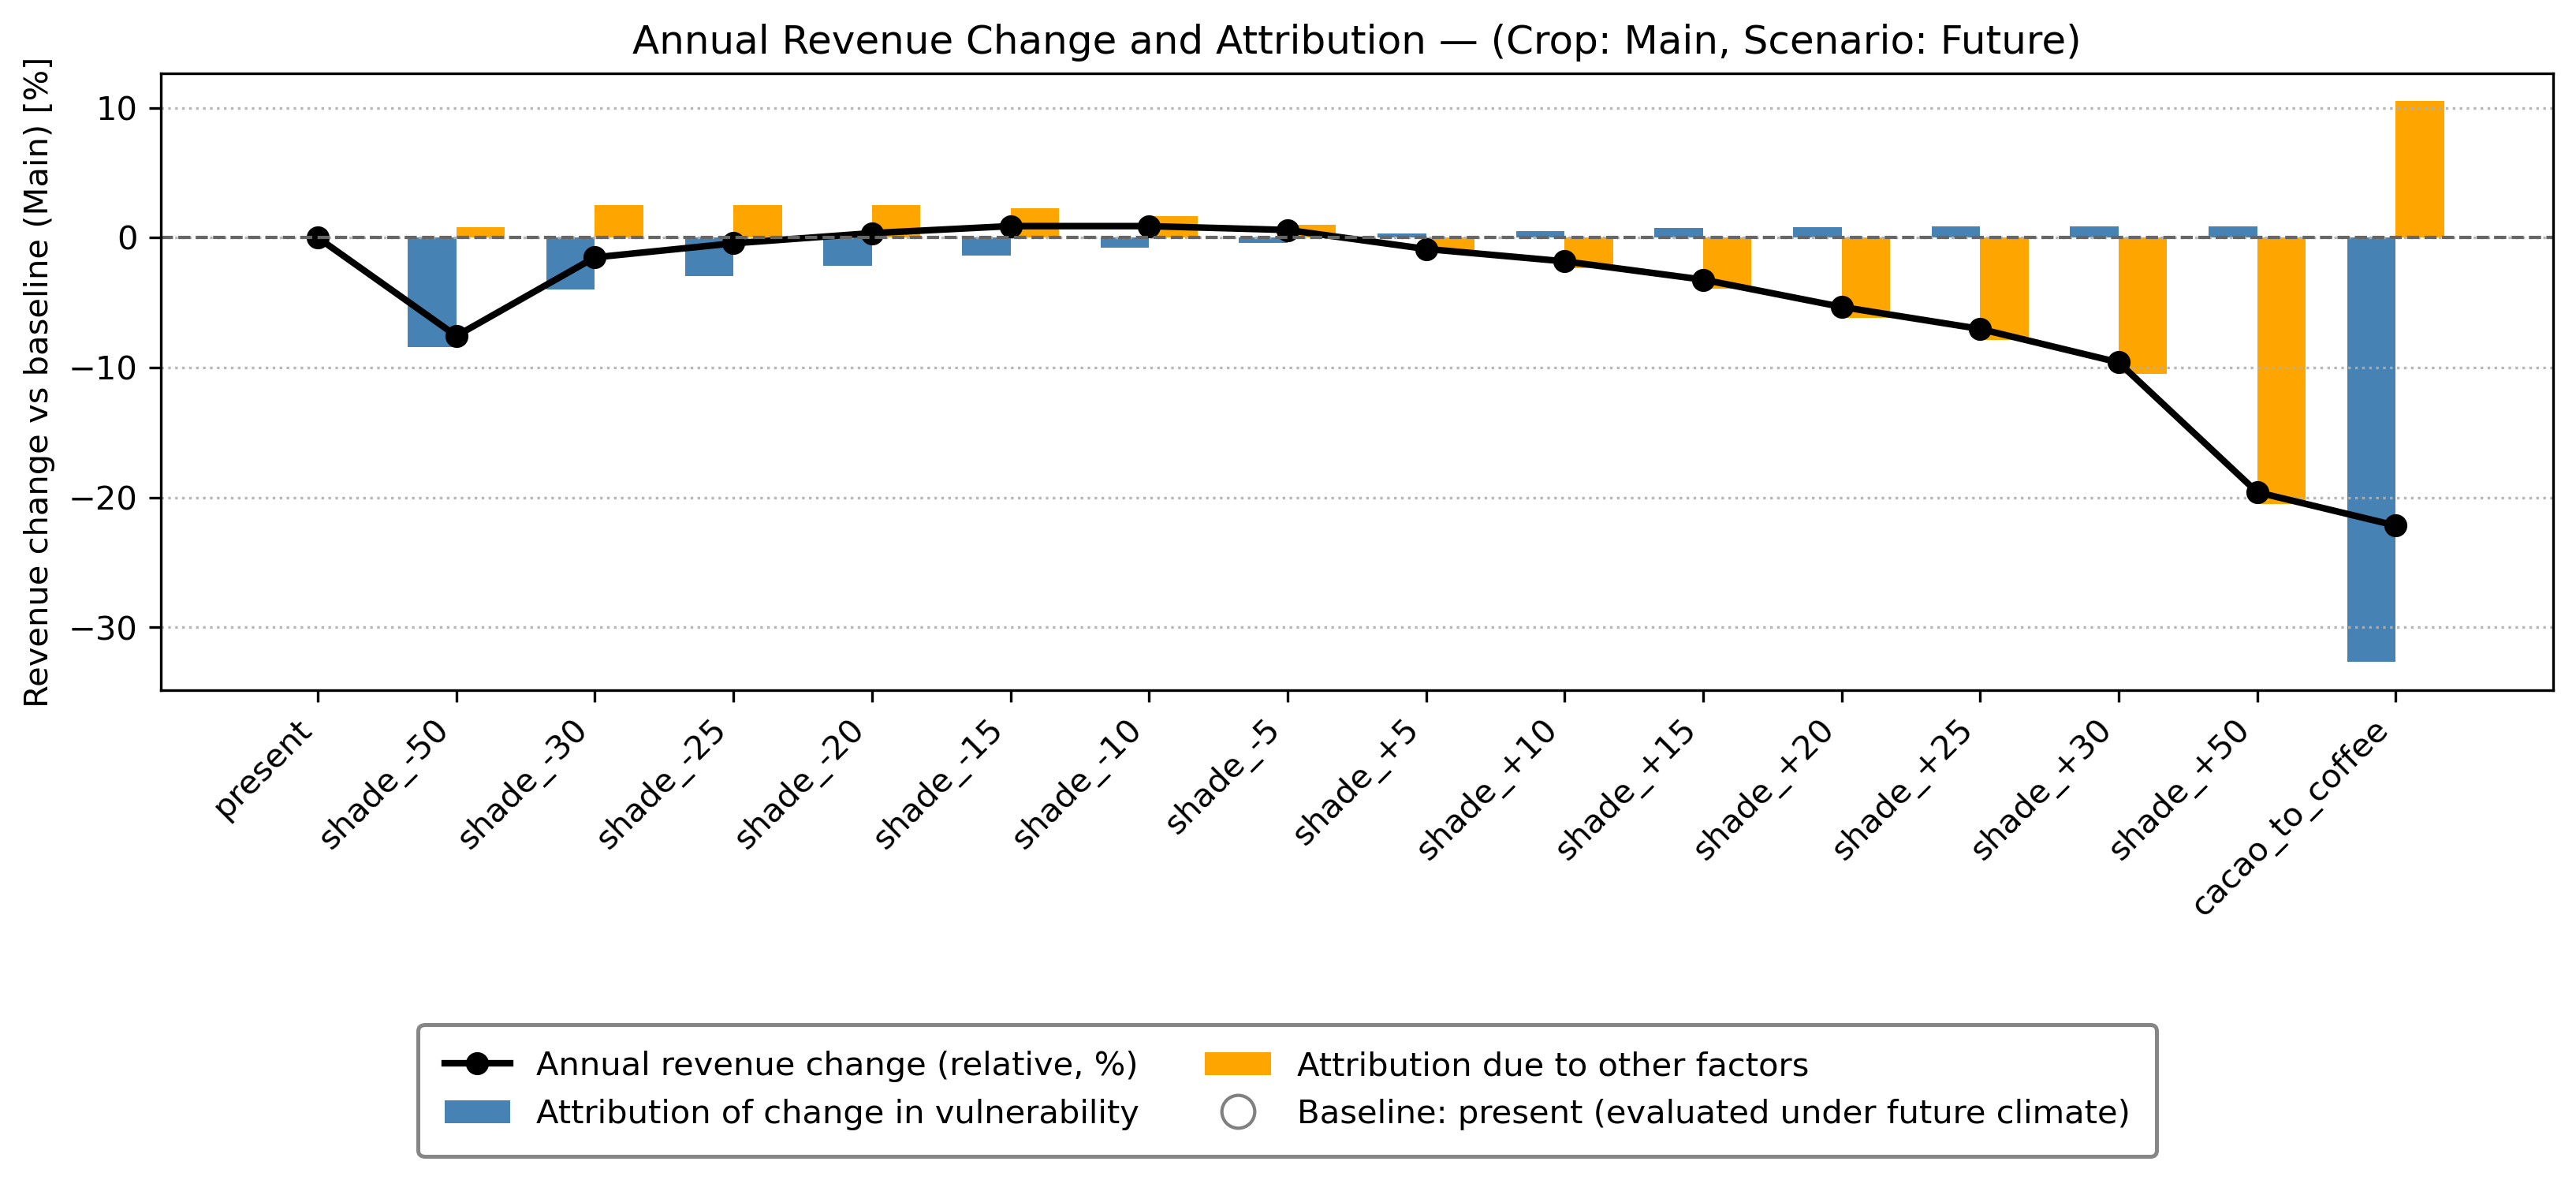 Annual Revenue Change and Attribution — (Crop: Main, Scenario: Future)
Revenue change vs baseline (Main) [%]
10
0
−10
−20
−30
present
shade_-50
shade_-30
shade_-25
shade_-20
shade_-15
shade_-10
shade_-5
shade_+5
shade_+10
shade_+15
shade_+20
shade_+25
shade_+30
shade_+50
cacao_to_coffee
Annual revenue change (relative, %)
Attribution of change in vulnerability
Attribution due to other factors
Baseline: present (evaluated under future climate)